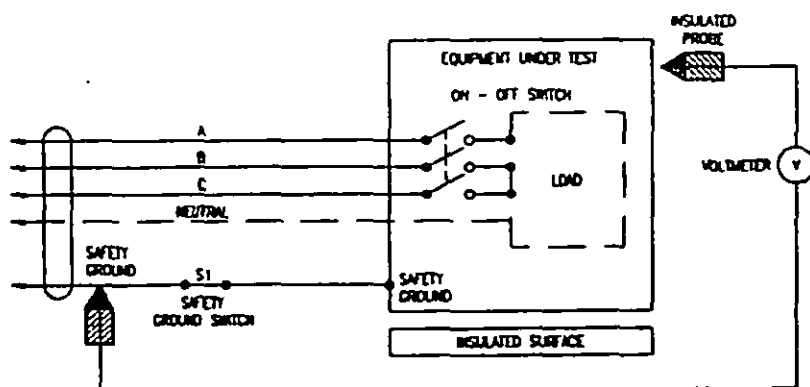 INSULATED
PROBE
EQUIPMENT UNDER TEST
ON - OFF SWITCH
A
B
C
NEUTRAL
LOAD
VOLTMETER
V
SAFETY
GROUND
S1
SAFETY
GROUND SWITCH
SAFETY
GROUND
INSULATED SURFACE